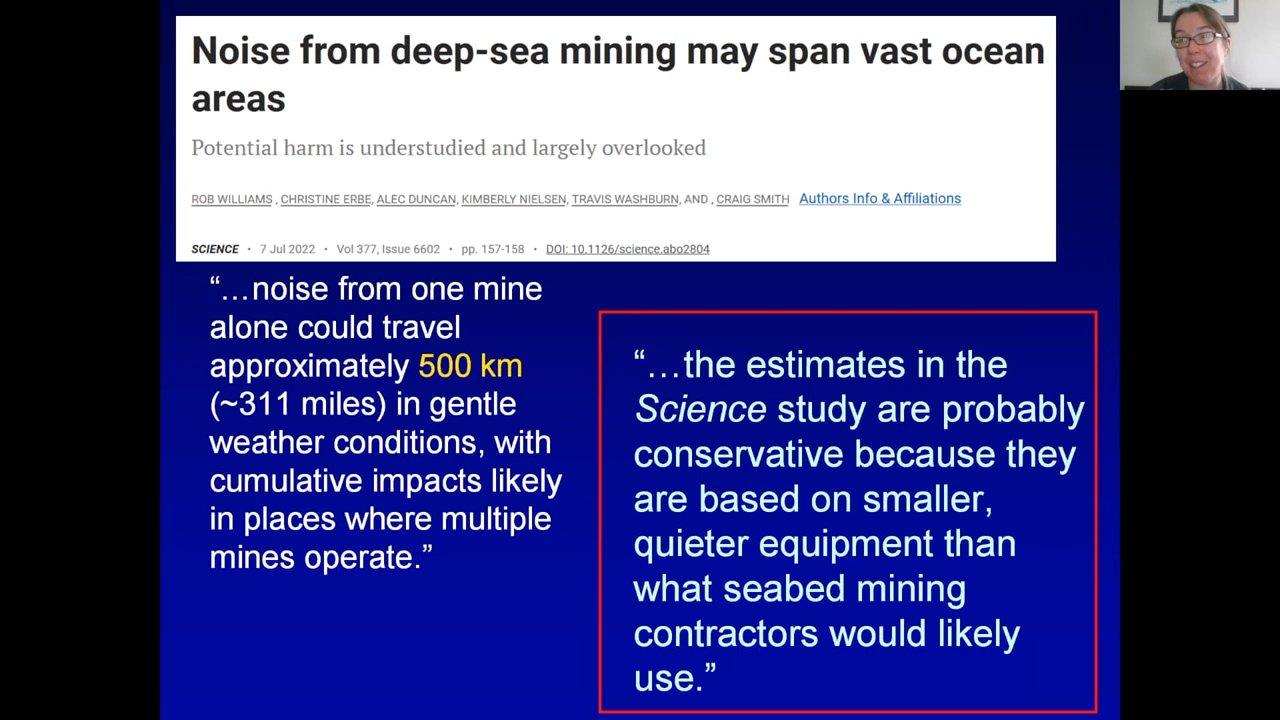 Noise from deep-sea mining may span vast ocean
areas
Potential harm is understudied and largely overlooked
ROB WILLIAMS , CHRISTINE ERBE, ALEC DUNCAN, KIMBERLY NIELSEN, TRAVIS WASHBURN, AND , CRAIG SMITH Authors Info & Affiliations
SCIENCE • 7 Jul 2022 • Vol 377, Issue 6602 • pp. 157-158 • DOI: 10.1126/science.abo2804
“…noise from one mine
alone could travel
approximately 500 km
(~311 miles) in gentle
weather conditions, with
cumulative impacts likely
in places where multiple
mines operate.”
“…the estimates in the
Science study are probably
conservative because they
are based on smaller,
quieter equipment than
what seabed mining
contractors would likely
use.”